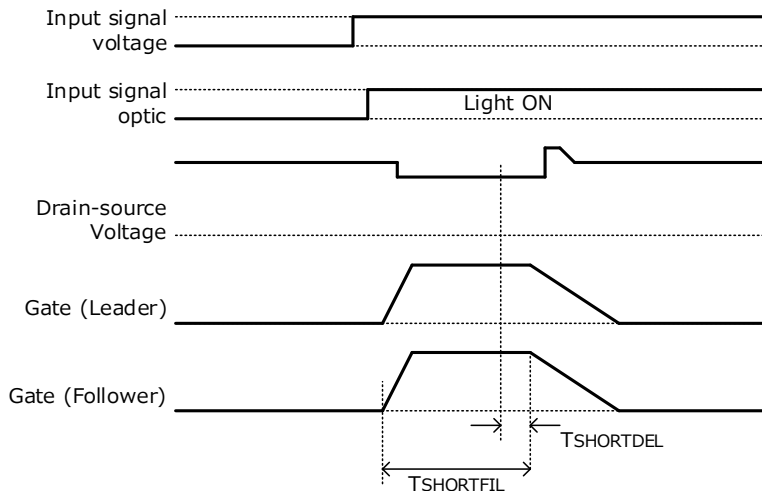 Input signal
voltage
Input signal
optic
Light ON
Drain-source
Voltage
Gate (Leader)
Gate (Follower)
TSHORTDEL
TSHORTFIL